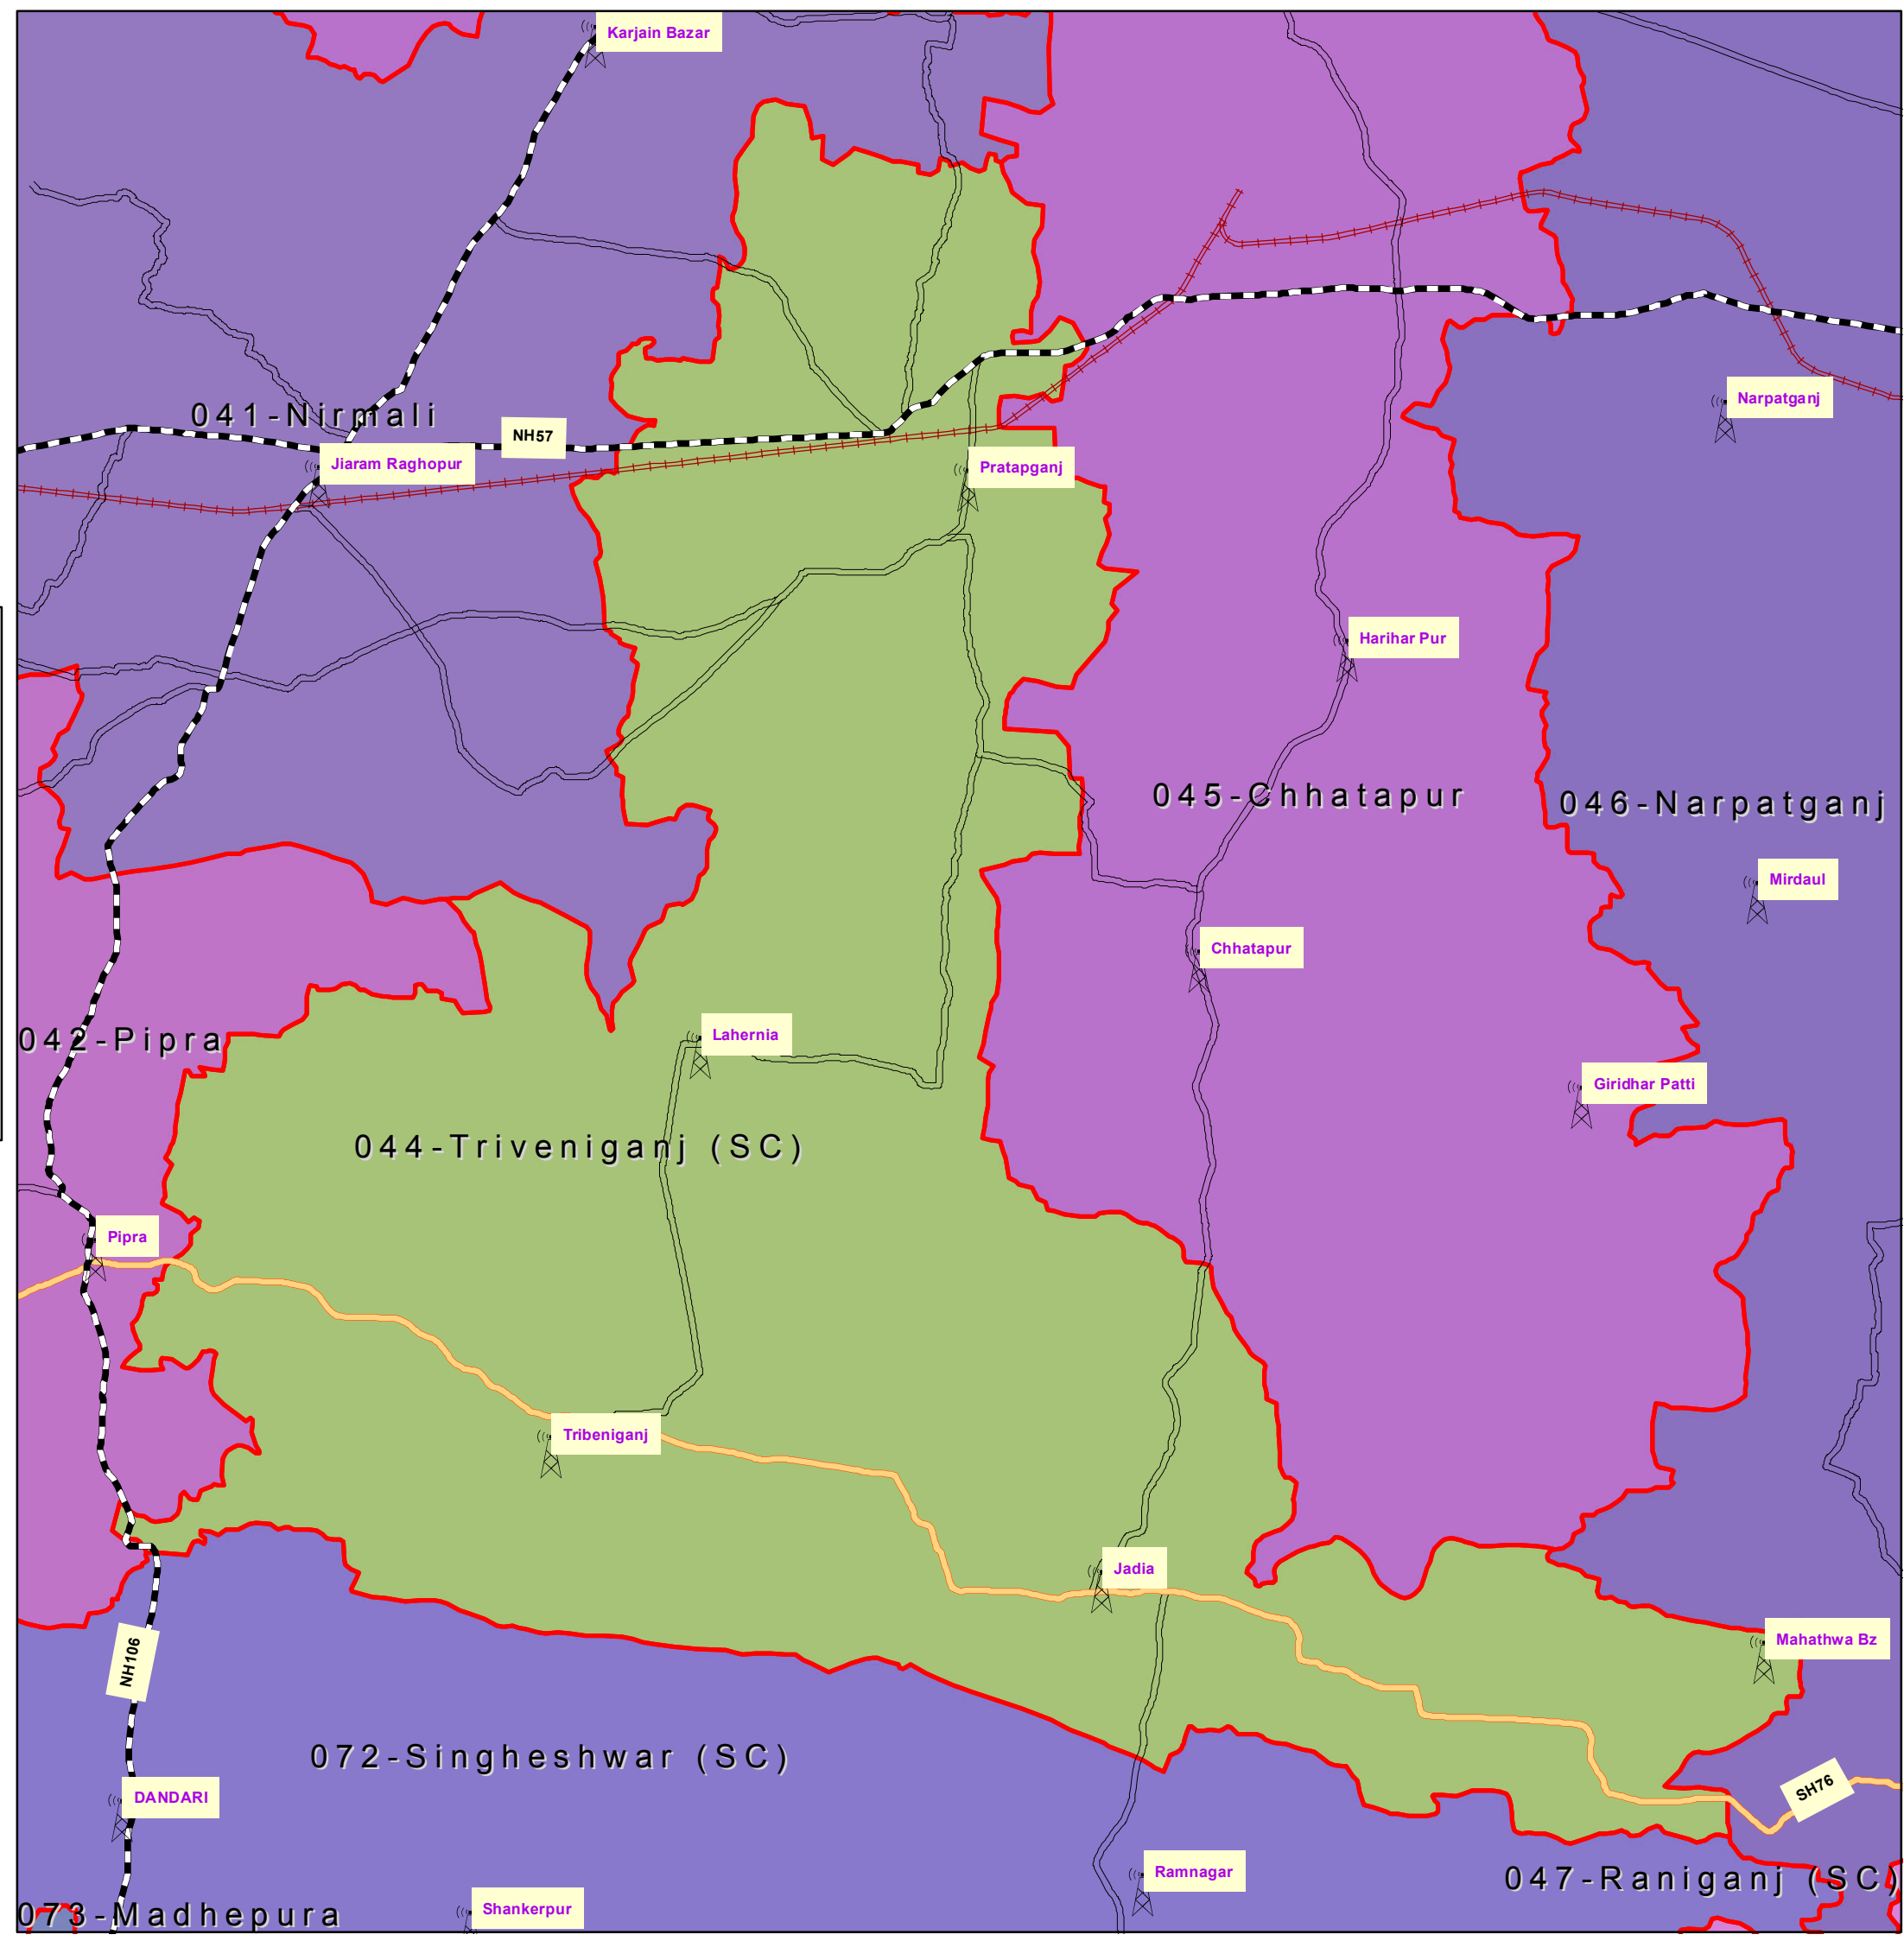 Karjain Bazar
Narpatganj
041-Nirmali
NH57
Jiaram Raghopur
Pratapganj
Harihar Pur
045-Chhatapur
046-Narpatganj
Mirdaul
Chhatapur
Lahernia
042-Pipra
Giridhar Patti
044-Triveniganj (SC)
Pipra
Tribeniganj
Jadia
Mahathwa Bz
NH106
072-Singheshwar (SC)
DANDARI
SH76
Ramnagar
047-Raniganj (SC)
Shankerpur
073-Madhepura